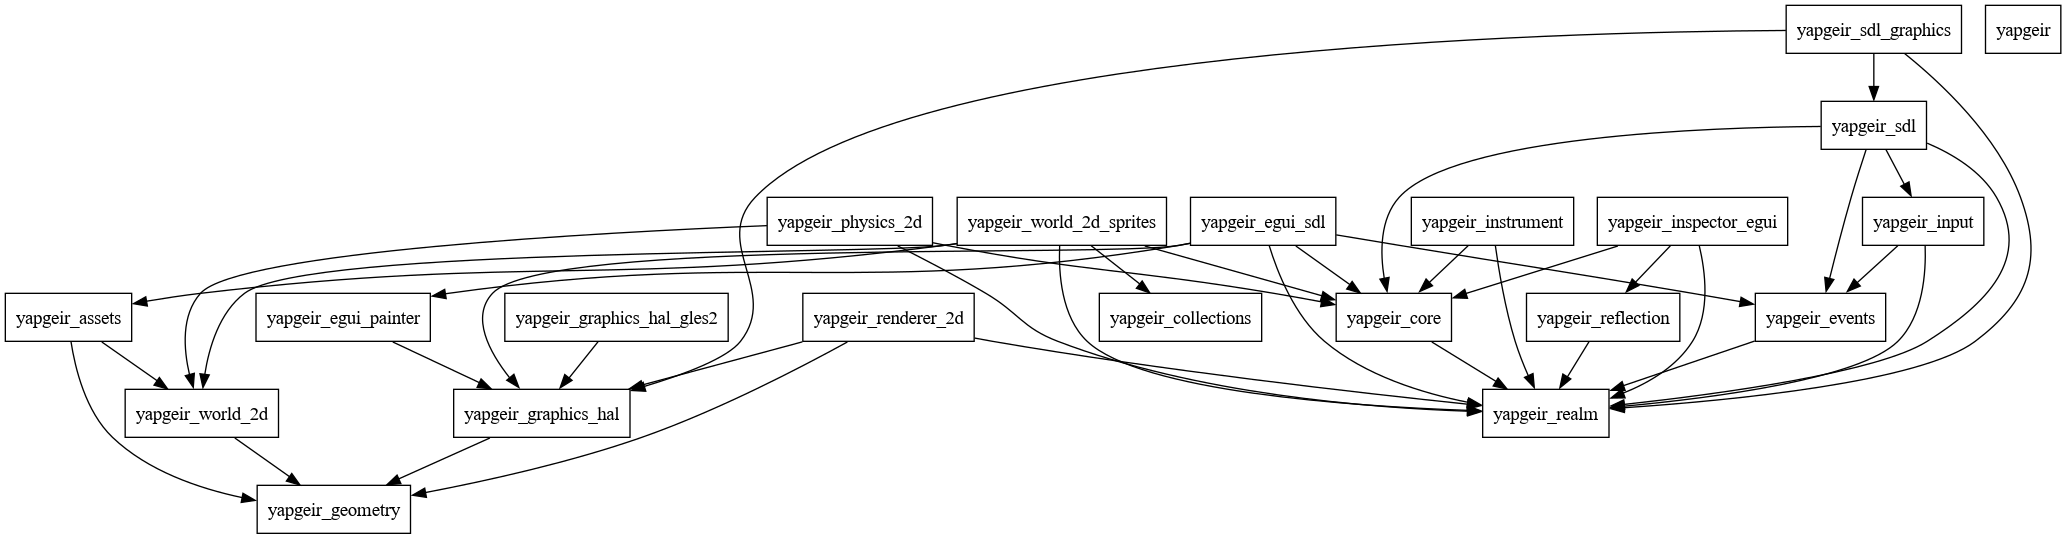 yapgeir_sdl_graphics
yapgeir
yapgeir_sdl
yapgeir_physics_2d
yapgeir_world_2d_sprites
yapgeir_egui_sdl
yapgeir_instrument
yapgeir_inspector_egui
yapgeir_input
yapgeir_assets
yapgeir_egui_painter
yapgeir_graphics_hal_gles2
yapgeir_renderer_2d
yapgeir_collections
yapgeir_core
yapgeir_reflection
yapgeir_events
yapgeir_world_2d
yapgeir_graphics_hal
yapgeir_realm
yapgeir_geometry